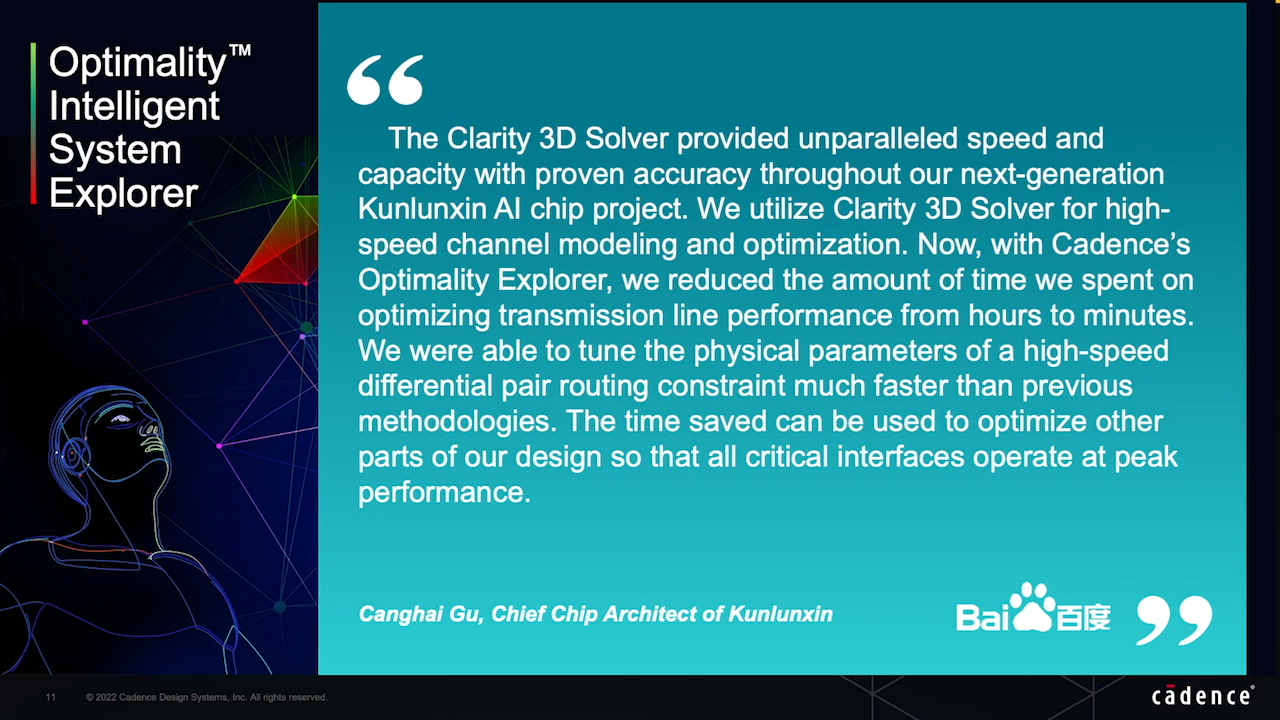 Optimality™
Intelligent
System
Explorer
“
The Clarity 3D Solver provided unparalleled speed and
capacity with proven accuracy throughout our next-generation
Kunlunxin AI chip project. We utilize Clarity 3D Solver for high-
speed channel modeling and optimization. Now, with Cadence’s
Optimality Explorer, we reduced the amount of time we spent on
optimizing transmission line performance from hours to minutes.
We were able to tune the physical parameters of a high-speed
differential pair routing constraint much faster than previous
methodologies. The time saved can be used to optimize other
parts of our design so that all critical interfaces operate at peak
performance.
Canghai Gu, Chief Chip Architect of Kunlunxin
Bai百度 ”
11 © 2022 Cadence Design Systems, Inc. All rights reserved.
cādence®